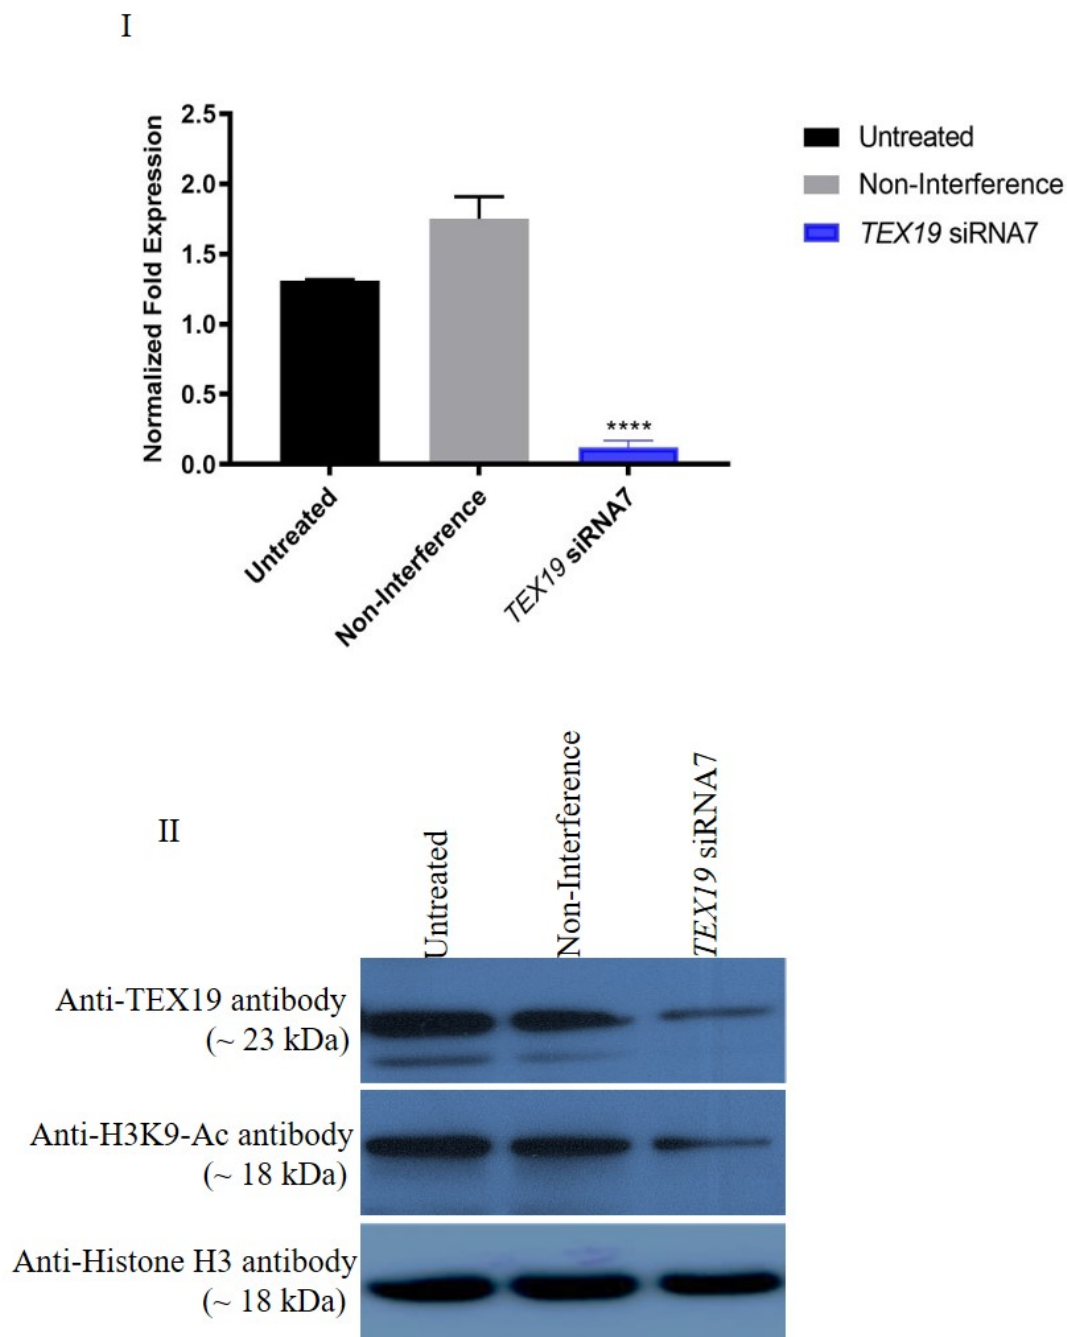 I
Normalized Fold Expression
2.5
2.0
1.5
1.0
0.5
0.0
****
Untreated
Non-Interference
TEX19 siRNA7
Untreated
Non-Interference
TEX19 siRNA7
II
Untreated
Non-Interference
TEX19 siRNA7
Anti-TEX19 antibody
(~ 23 kDa)
Anti-H3K9-Ac antibody
(~ 18 kDa)
Anti-Histone H3 antibody
(~ 18 kDa)